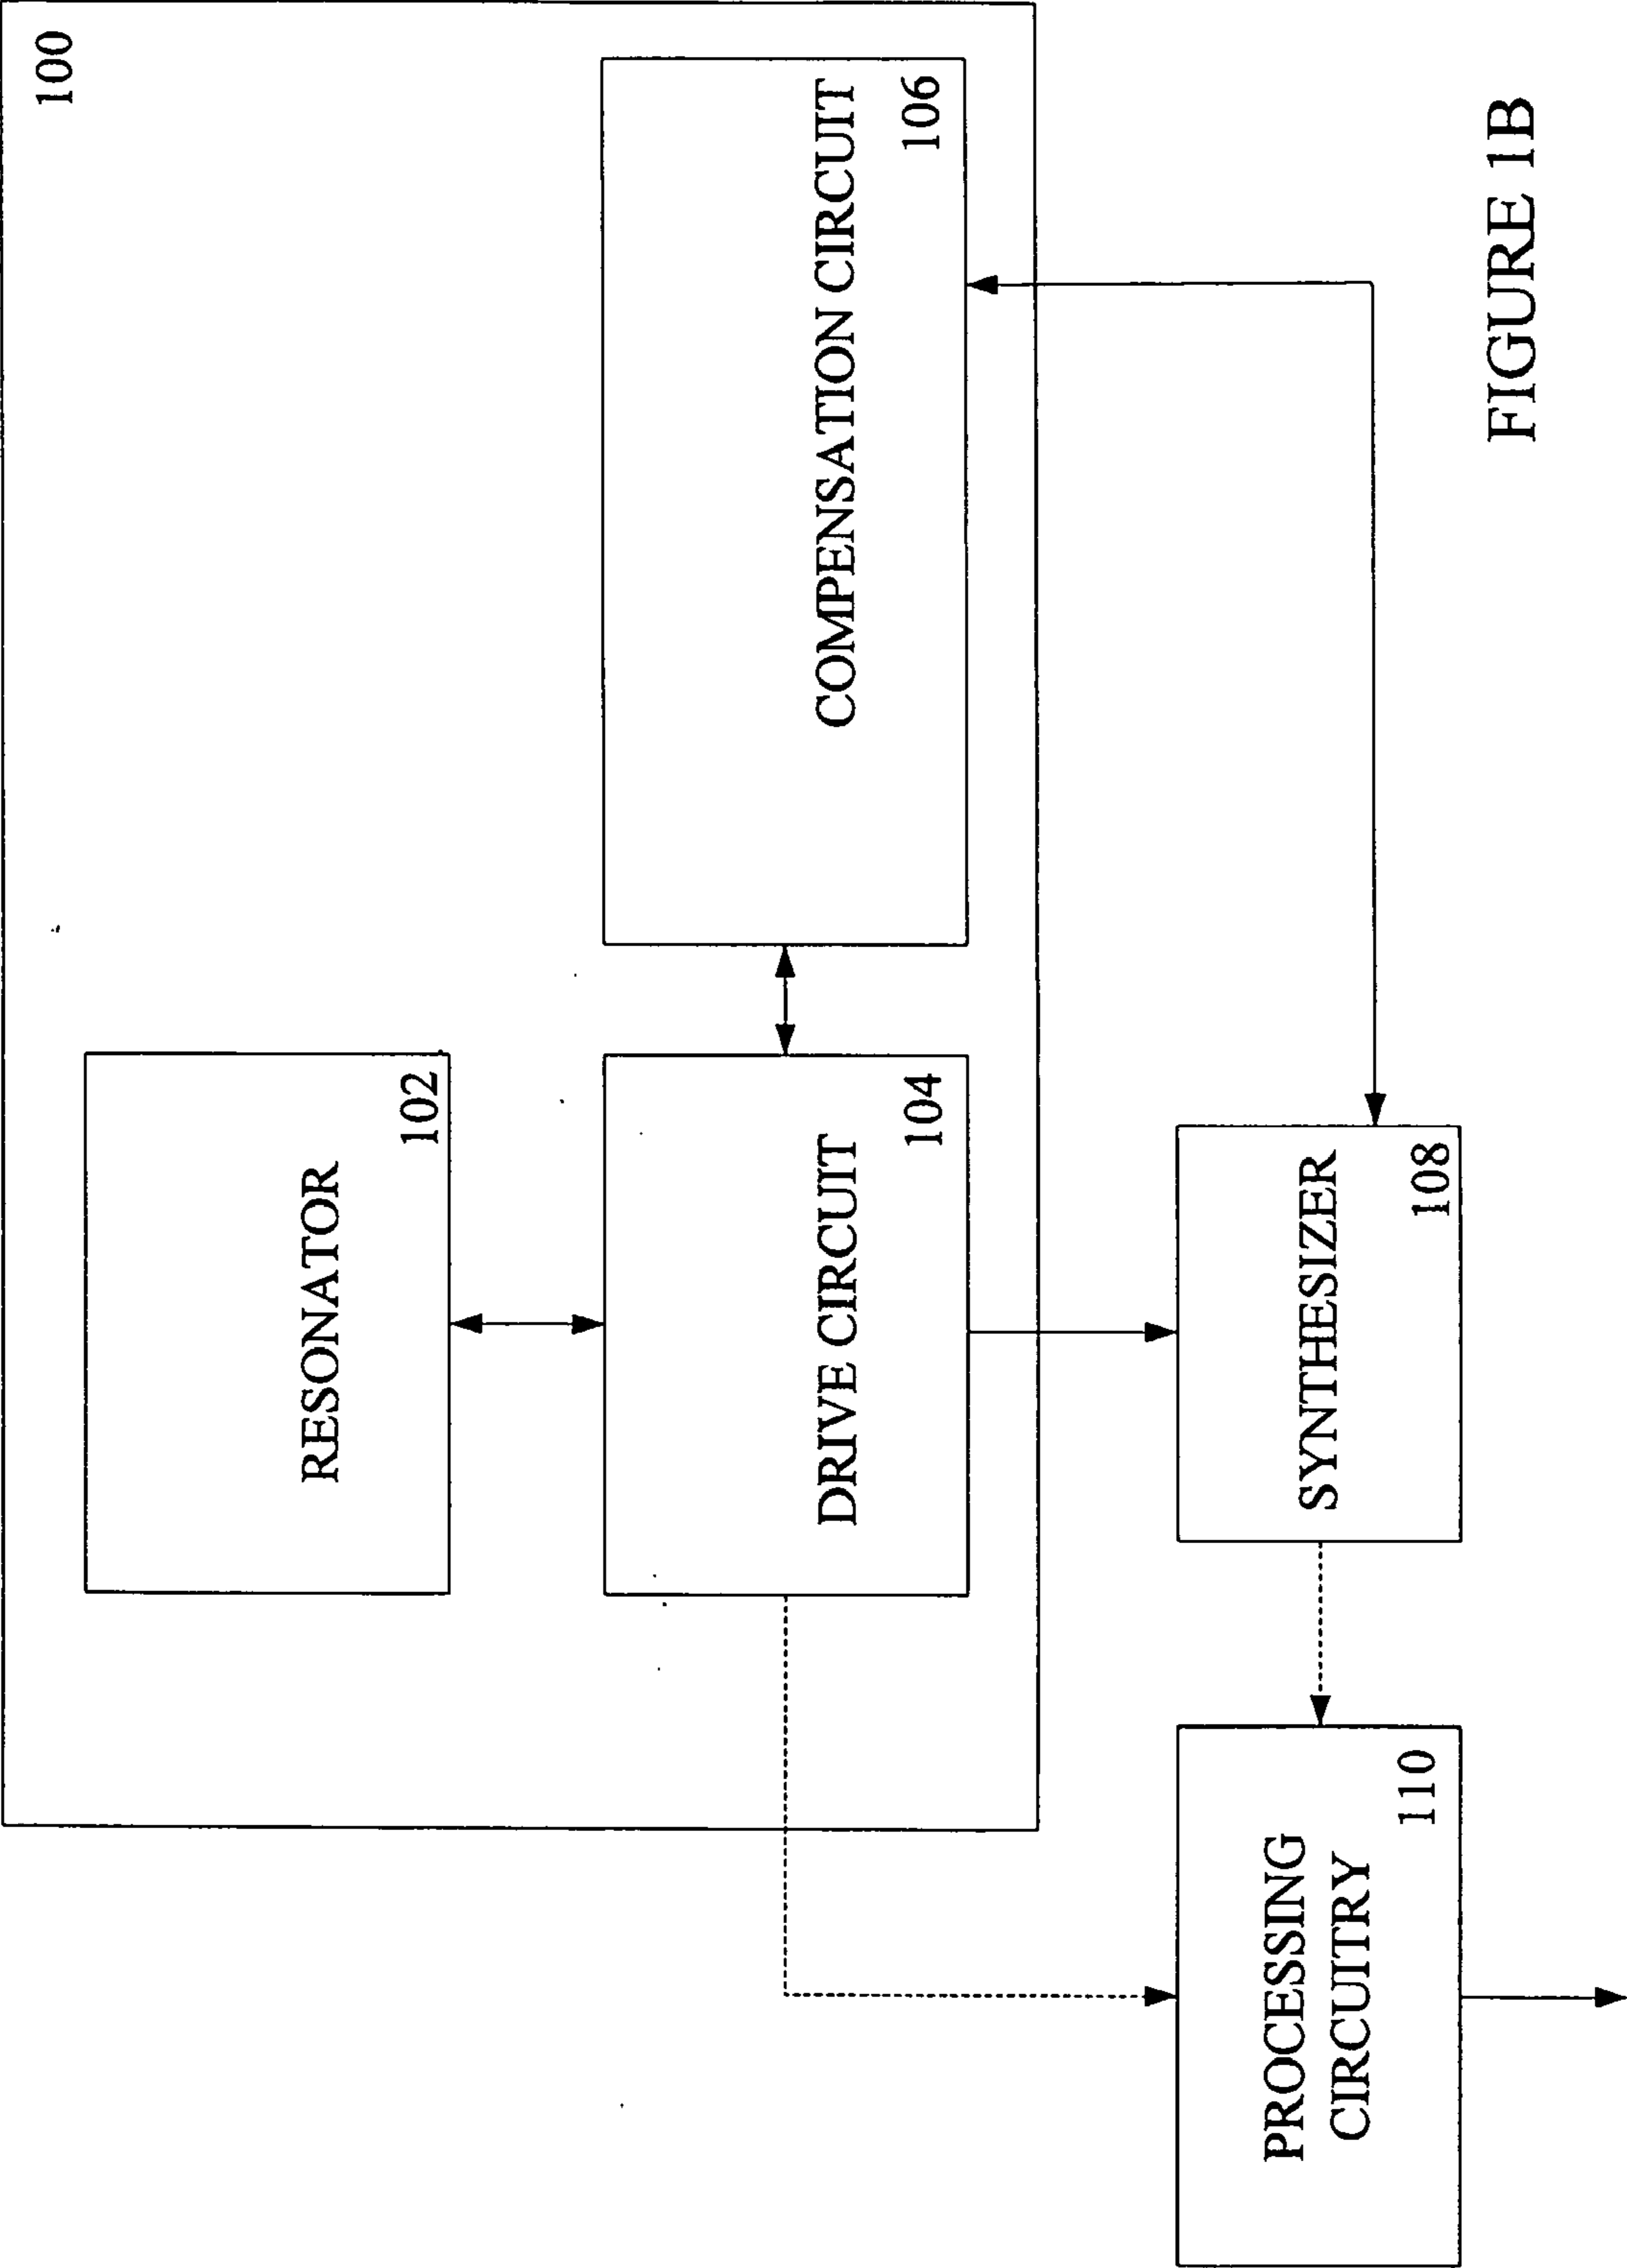 100
RESONATOR
102
DRIVE CIRCUIT
104
COMPENSATION CIRCUIT
106
PROCESSING
CIRCUITRY
110
SYNTHESIZER
108
FIGURE 1B